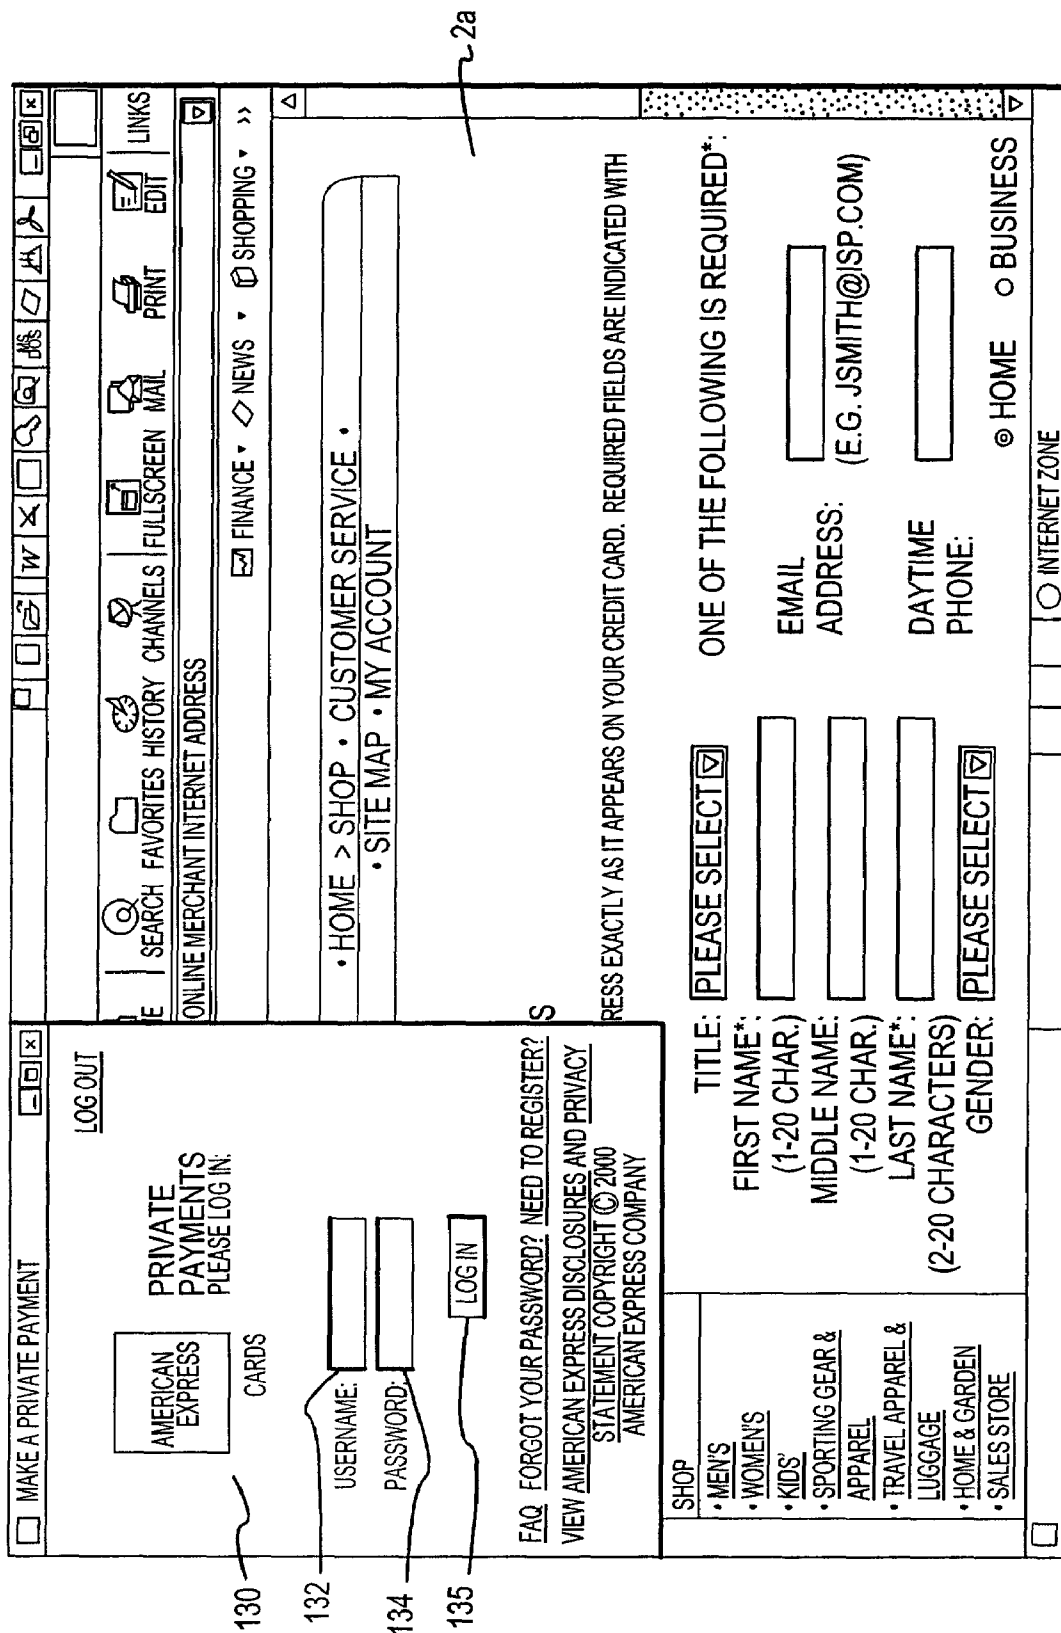 MAKE A PRIVATE PAYMENT
LOG OUT
AMERICAN
EXPRESS
CARDS
PRIVATE
PAYMENTS
PLEASE LOG IN:
USERNAME:
PASSWORD:
LOG IN
FAQ FORGOT YOUR PASSWORD? NEED TO REGISTER?
VIEW AMERICAN EXPRESS DISCLOSURES AND PRIVACY
STATEMENT COPYRIGHT © 2000
AMERICAN EXPRESS COMPANY
130
132
134
135
W
MS
DOS
E
SEARCH FAVORITES HISTORY CHANNELS FULLSCREEN MAIL PRINT EDIT LINKS
ONLINE MERCHANT INTERNET ADDRESS
FINANCE NEWS SHOPPING >>
• HOME > SHOP • CUSTOMER SERVICE •
• SITE MAP • MY ACCOUNT
2a
S
RESS EXACTLY AS IT APPEARS ON YOUR CREDIT CARD. REQUIRED FIELDS ARE INDICATED WITH
SHOP
• MEN'S
• WOMEN'S
• KIDS'
• SPORTING GEAR &
APPAREL
• TRAVEL APPAREL &
LUGGAGE
• HOME & GARDEN
• SALES STORE
TITLE: PLEASE SELECT
FIRST NAME*:
(1-20 CHAR.)
MIDDLE NAME:
(1-20 CHAR.)
LAST NAME*:
(2-20 CHARACTERS)
GENDER: PLEASE SELECT
ONE OF THE FOLLOWING IS REQUIRED*:
EMAIL
ADDRESS:
(E.G. JSMITH@ISP.COM)
DAYTIME
PHONE:
HOME BUSINESS
INTERNET ZONE